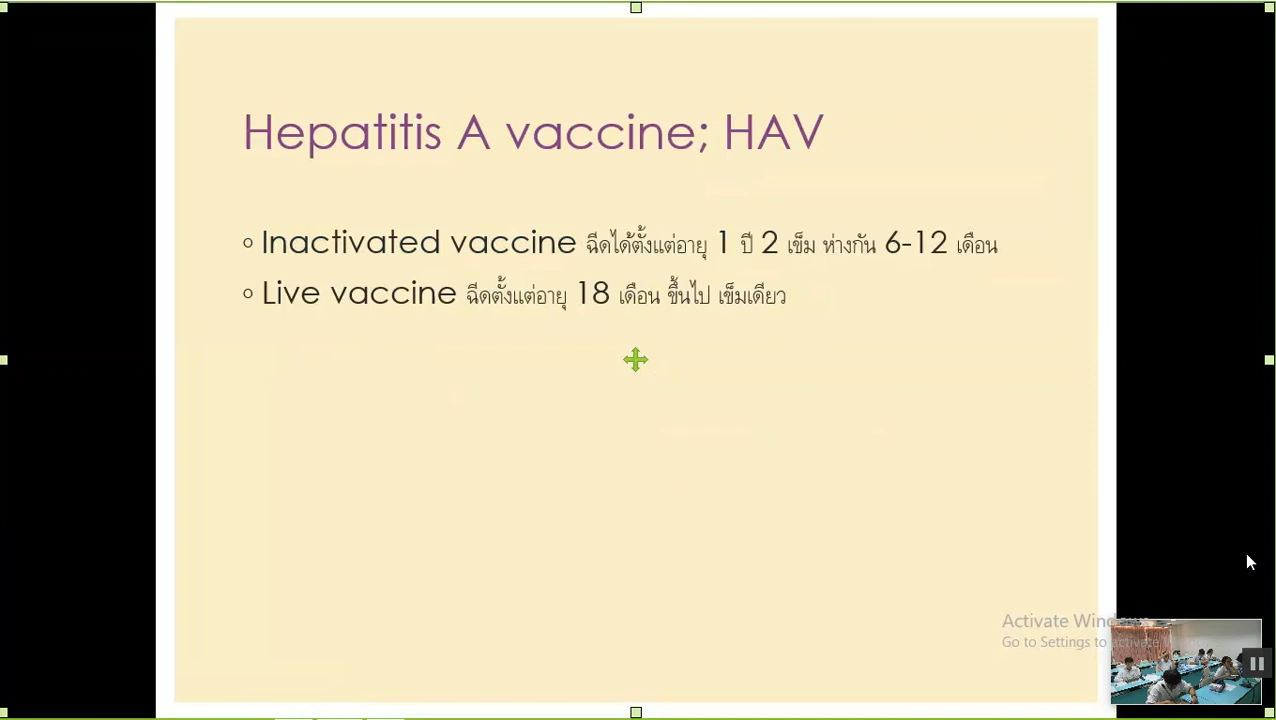 Hepatitis A vaccine; HAV
Inactivated vaccine ฉีดได้ตั้งแต่อายุ 1 ปี 2 เข็ม ห่างกัน 6-12 เดือน
Live vaccine ฉีดตั้งแต่อายุ 18 เดือน ขึ้นไป เข็มเดียว
Activate Windows
Go to Settings to activate